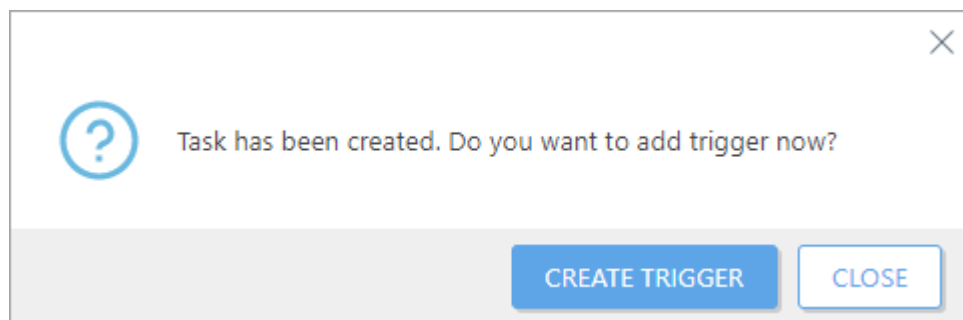 Task has been created. Do you want to add trigger now?
CREATE TRIGGER
CLOSE